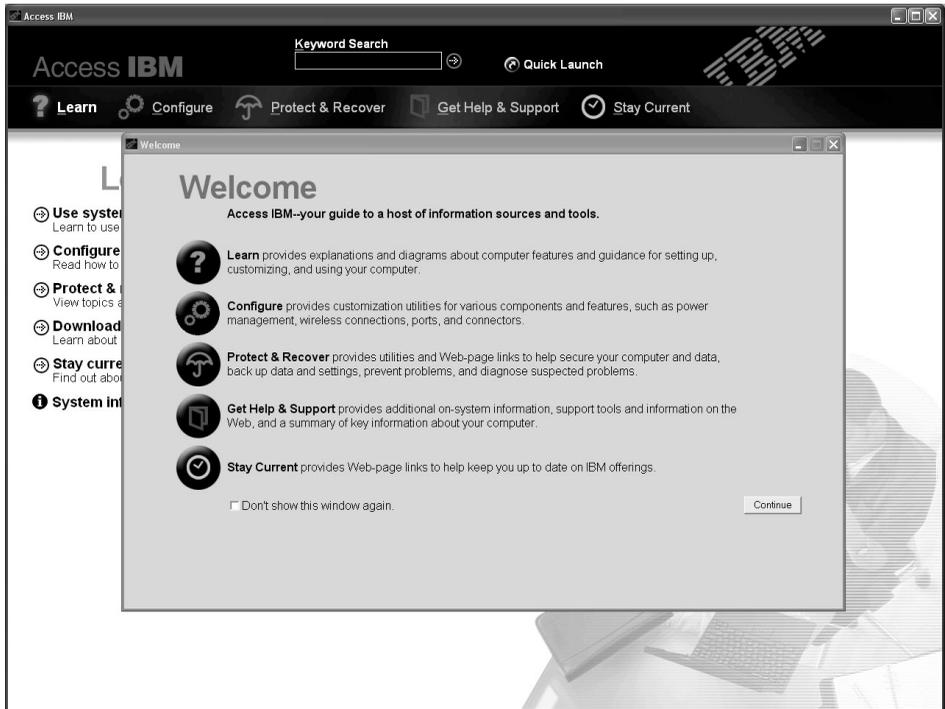 Access IBM
Keyword Search
Access IBM
Quick Launch
IBM
? Learn Configure Protect & Recover Get Help & Support Stay Current
Welcome
L
Welcome
Access IBM--your guide to a host of information sources and tools.
Use syste
Learn to use
Configure
Read how to
Protect &
View topics a
Download
Learn about
Stay curre
Find out abou
System inf
? Learn provides explanations and diagrams about computer features and guidance for setting up,
customizing, and using your computer.
Configure provides customization utilities for various components and features, such as power
management, wireless connections, ports, and connectors.
Protect & Recover provides utilities and Web-page links to help secure your computer and data,
back up data and settings, prevent problems, and diagnose suspected problems.
Get Help & Support provides additional on-system information, support tools and information on the
Web, and a summary of key information about your computer.
Stay Current provides Web-page links to help keep you up to date on IBM offerings.
Don't show this window again.
Continue